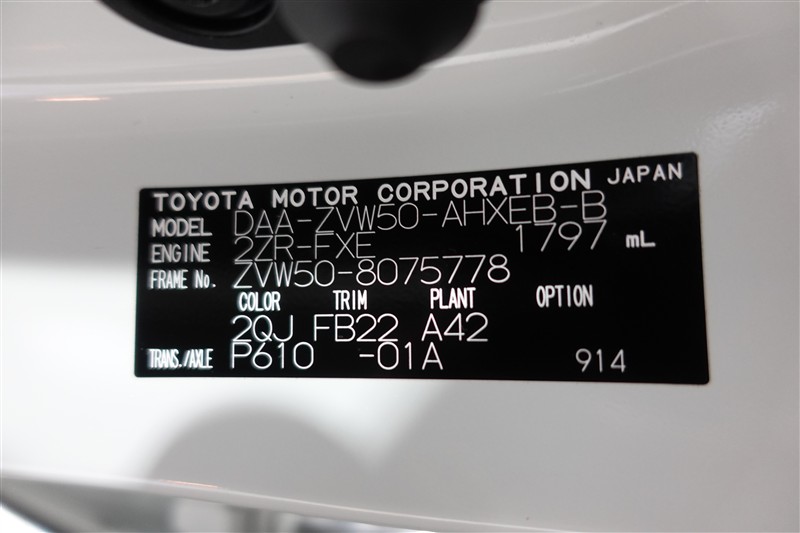 TOYOTA MOTOR CORPORATION JAPAN
MODEL DAA-ZVW50-AHXEB-B
ENGINE 2ZR-FXE 1797 mL
FRAME No. ZVW50-8075778
COLOR TRIM PLANT OPTION
2QJ FB22 A42
TRANS./AXLE P610 -01A 914